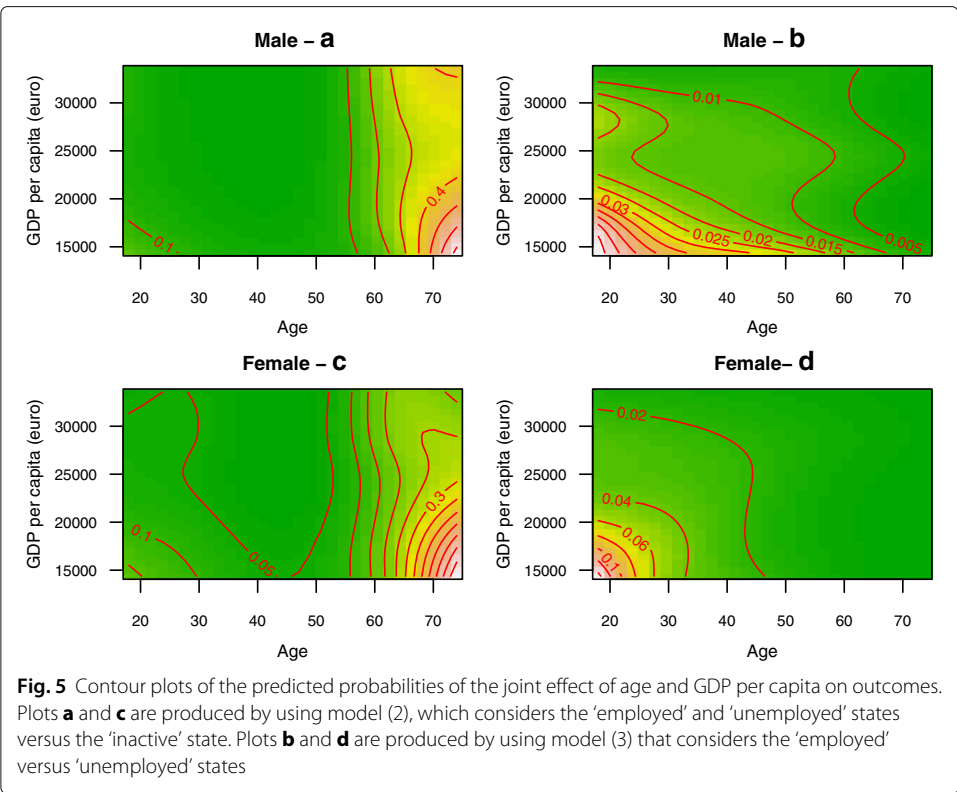 Male – a
GDP per capita (euro)
30000
25000
20000
15000
0.1
0.4
20 30 40 50 60 70
Age
Male – b
GDP per capita (euro)
30000
25000
20000
15000
0.01
0.03
0.025
0.02
0.015
0.005
20 30 40 50 60 70
Age
Female – c
GDP per capita (euro)
30000
25000
20000
15000
0.1
0.05
0.3
20 30 40 50 60 70
Age
Female– d
GDP per capita (euro)
30000
25000
20000
15000
0.02
0.04
0.06
0.1
20 30 40 50 60 70
Age
Fig. 5 Contour plots of the predicted probabilities of the joint effect of age and GDP per capita on outcomes.
Plots a and c are produced by using model (2), which considers the ‘employed’ and ‘unemployed’ states
versus the ‘inactive’ state. Plots b and d are produced by using model (3) that considers the ‘employed’
versus ‘unemployed’ states